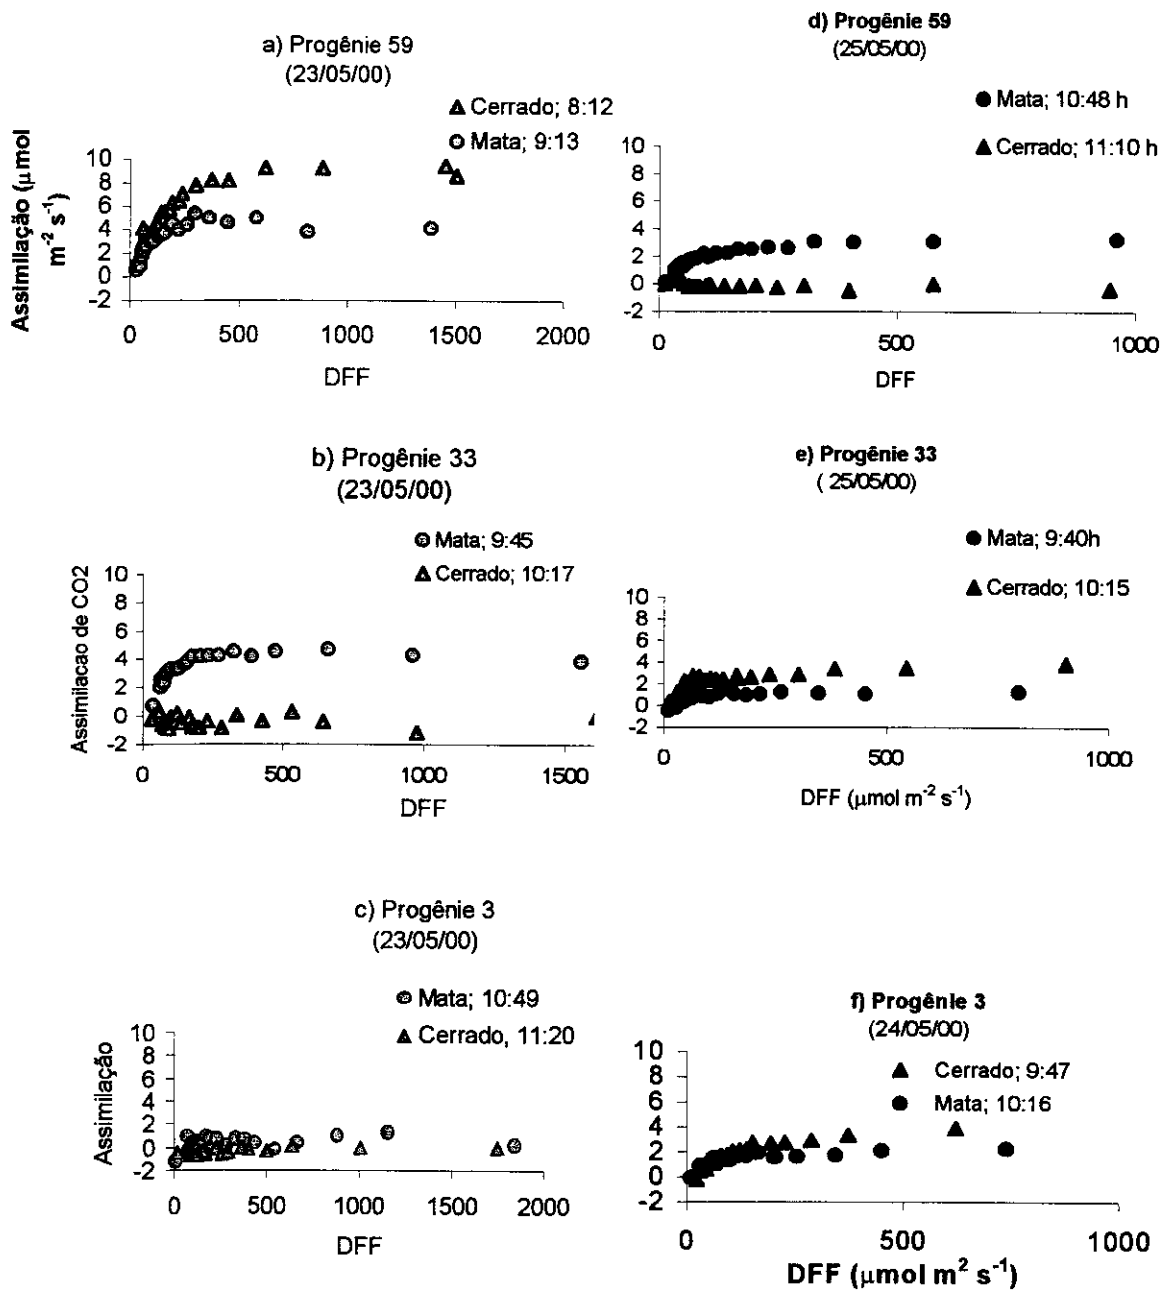 a) Progênie 59
(23/05/00)
Cerrado; 8:12
Mata; 9:13
Assimilação (μmol
m⁻² s⁻¹)
10
8
6
4
2
0
-2
0 500 1000 1500 2000
DFF
d) Progênie 59
(25/05/00)
Mata; 10:48 h
Cerrado; 11:10 h
10
8
6
4
2
0
-2
0 500 1000
DFF
b) Progênie 33
(23/05/00)
Mata; 9:45
Cerrado; 10:17
Assimilacao de CO2
10
8
6
4
2
0
-2
0 500 1000 1500
DFF
e) Progênie 33
( 25/05/00)
Mata; 9:40h
Cerrado; 10:15
10
8
6
4
2
0
-2
0 500 1000
DFF (μmol m⁻² s⁻¹)
c) Progênie 3
(23/05/00)
Mata; 10:49
Cerrado, 11:20
Assimilação
10
8
6
4
2
0
-2
0 500 1000 1500 2000
DFF
f) Progênie 3
(24/05/00)
Cerrado; 9:47
Mata; 10:16
10
8
6
4
2
0
-2
0 500 1000
DFF (μmol m² s⁻¹)